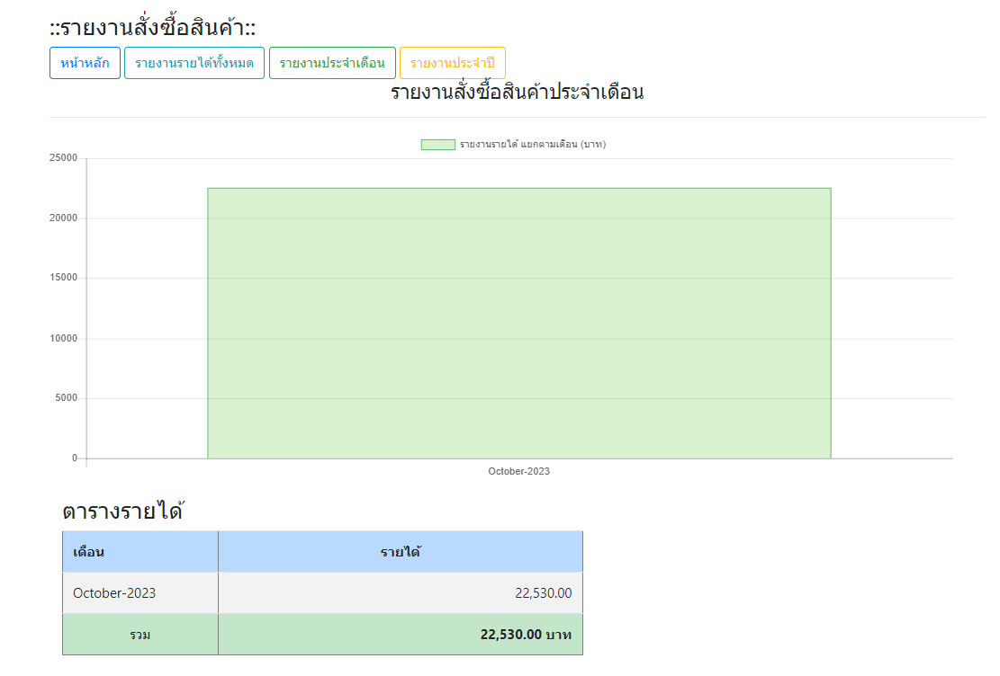 ::รายงานสั่งซื้อสินค้า::
หน้าหลัก รายงานรายได้ทั้งหมด รายงานประจำเดือน รายงานประจำปี
รายงานสั่งซื้อสินค้าประจำเดือน
รายงานรายได้ แยกตามเดือน (บาท)
25000
20000
15000
10000
5000
0
October-2023
ตารางรายได้
เดือน รายได้
October-2023 22,530.00
รวม 22,530.00 บาท